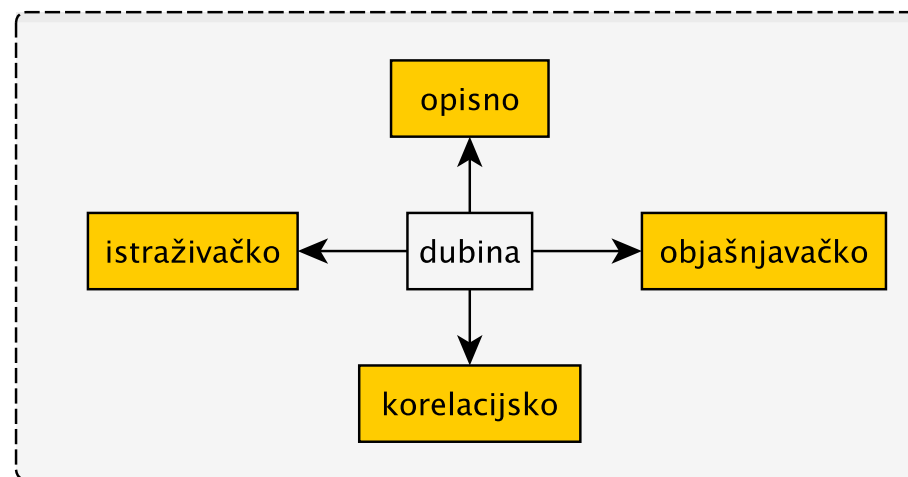 opisno
istraživačko
dubina
objašnjavačko
korelacijsko